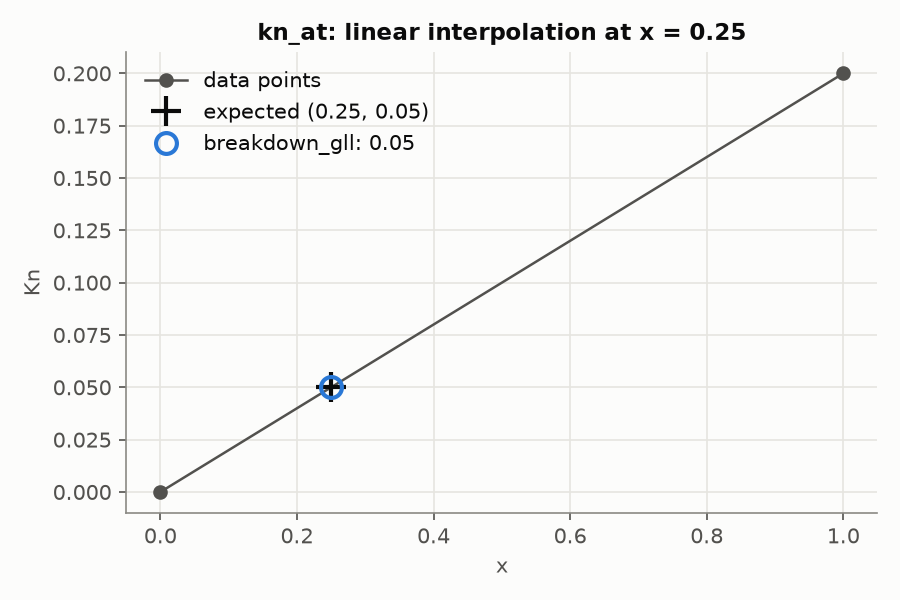 kn_at: linear interpolation at x = 0.25
data points
expected (0.25, 0.05)
breakdown_gll: 0.05
Kn
0.200
0.175
0.150
0.125
0.100
0.075
0.050
0.025
0.000
0.0 0.2 0.4 0.6 0.8 1.0
x